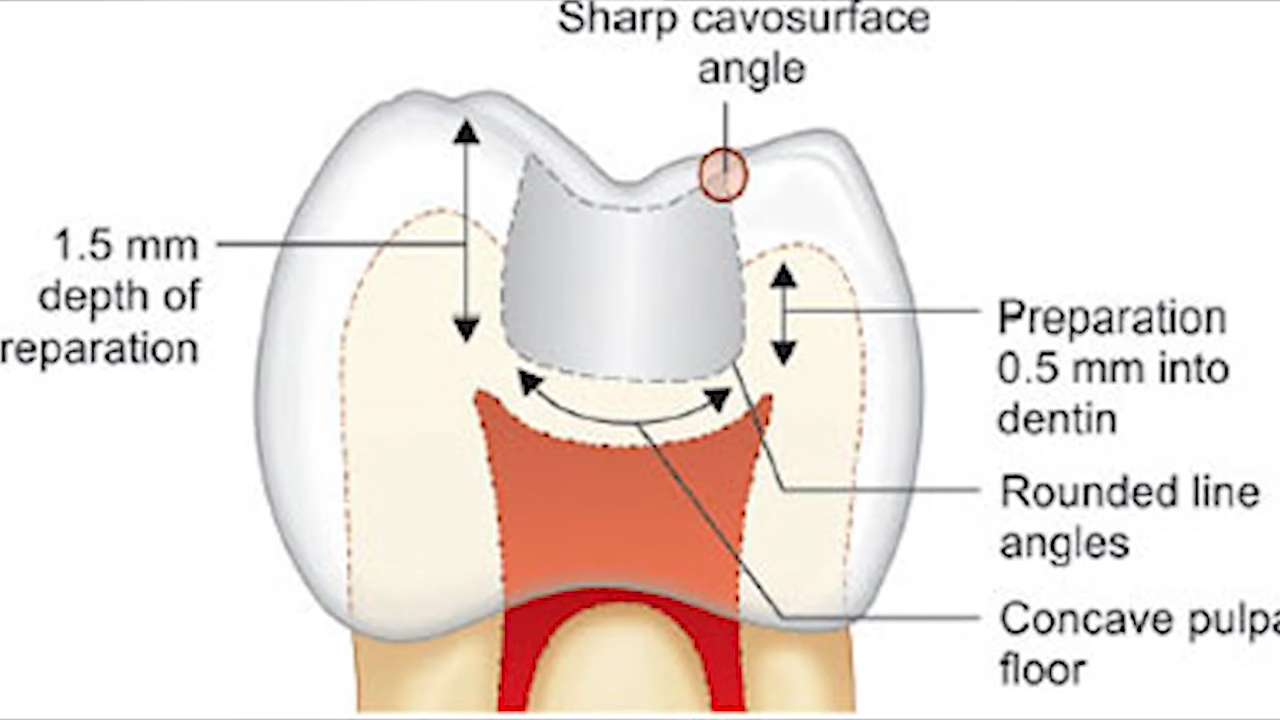 Sharp cavosurface
angle
1.5 mm
depth of
reparation
Preparation
0.5 mm into
dentin
Rounded line
angles
Concave pulpa
floor